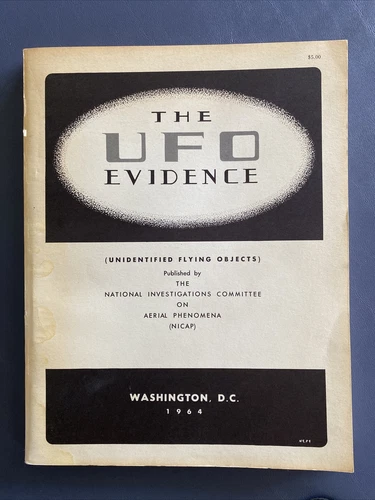 $5.00
THE
UFO
EVIDENCE
(UNIDENTIFIED FLYING OBJECTS)
Published by
THE
NATIONAL INVESTIGATIONS COMMITTEE
ON
AERIAL PHENOMENA
(NICAP)
WASHINGTON, D.C.
1964